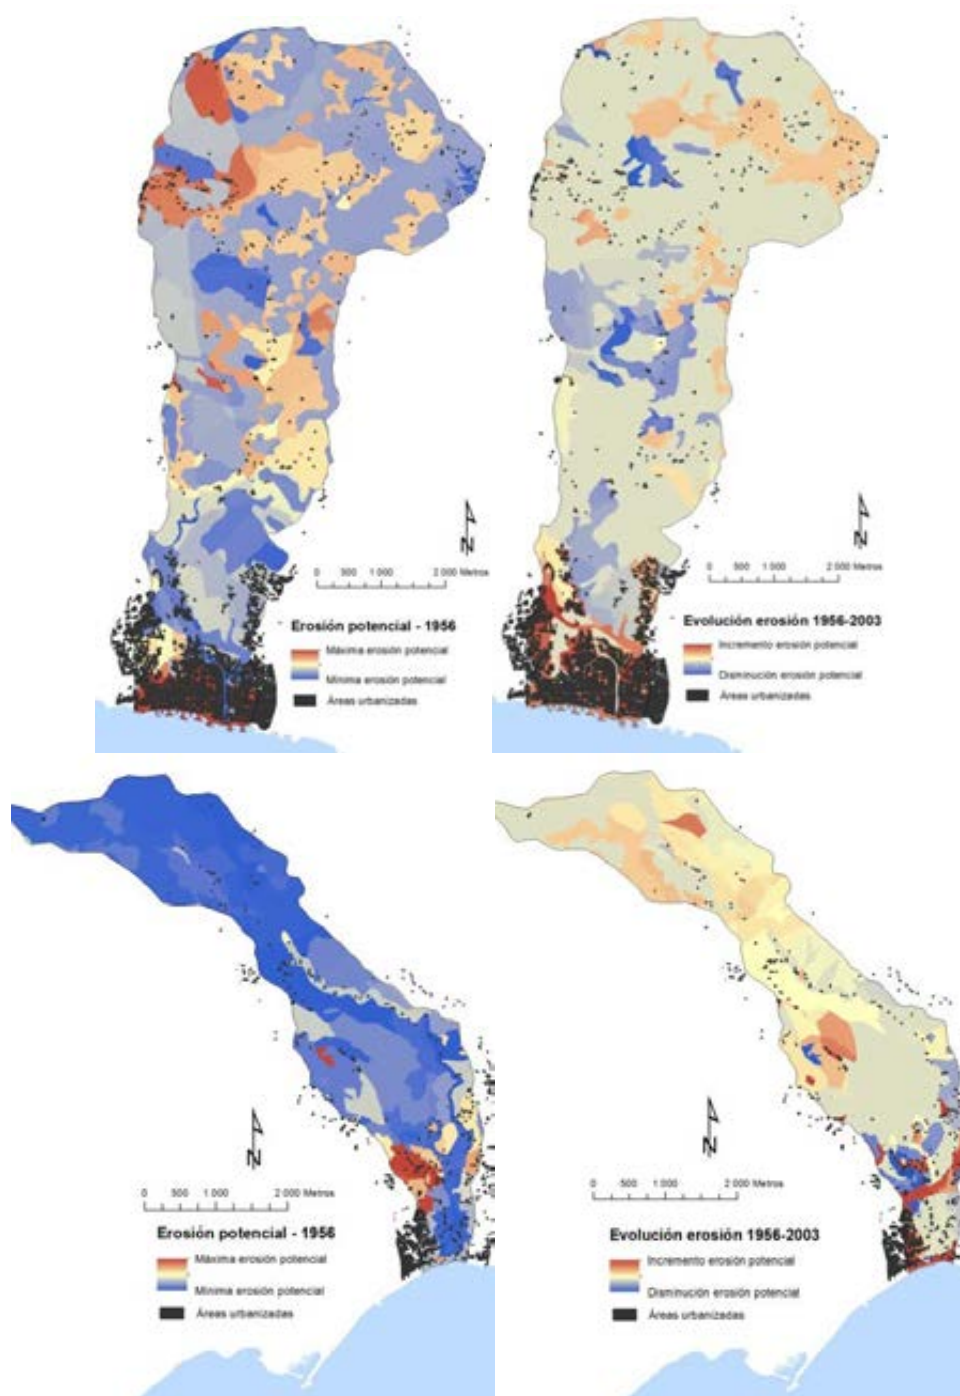 N
0 500 1 000 2 000 Metros
Erosión potencial - 1956
Máxima erosión potencial
Mínima erosión potencial
Áreas urbanizadas
N
0 500 1 000 2 000 Metros
Evolución erosión 1956-2003
Incremento erosión potencial
Disminución erosión potencial
Áreas urbanizadas
N
0 500 1 000 2 000 Metros
Erosión potencial - 1956
Máxima erosión potencial
Mínima erosión potencial
Áreas urbanizadas
N
0 500 1 000 2 000 Metros
Evolución erosión 1956-2003
Incremento erosión potencial
Disminución erosión potencial
Áreas urbanizadas